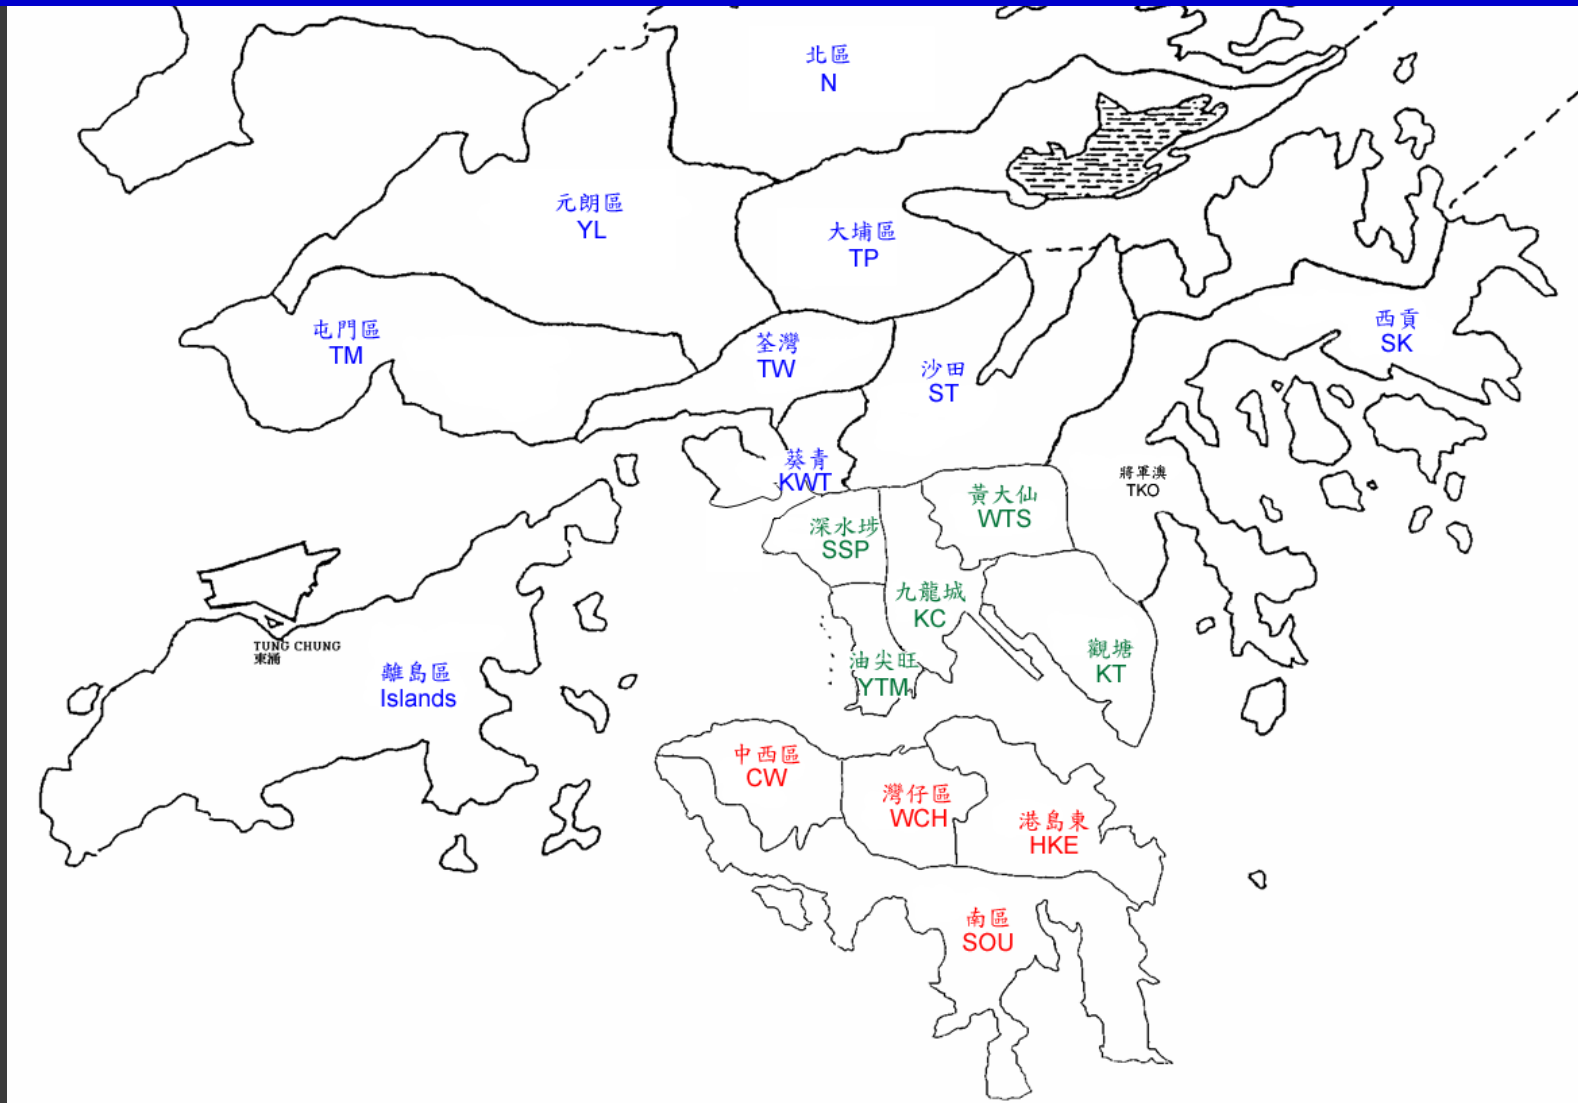 北區
N
元朗區
YL
大埔區
TP
屯門區
TM
荃灣
TW
沙田
ST
西貢
SK
葵青
KWT
將軍澳
TKO
黃大仙
WTS
深水埗
SSP
九龍城
KC
TUNG CHUNG
東涌
離島區
Islands
油尖旺
YTM
觀塘
KT
中西區
CW
灣仔區
WCH
港島東
HKE
南區
SOU